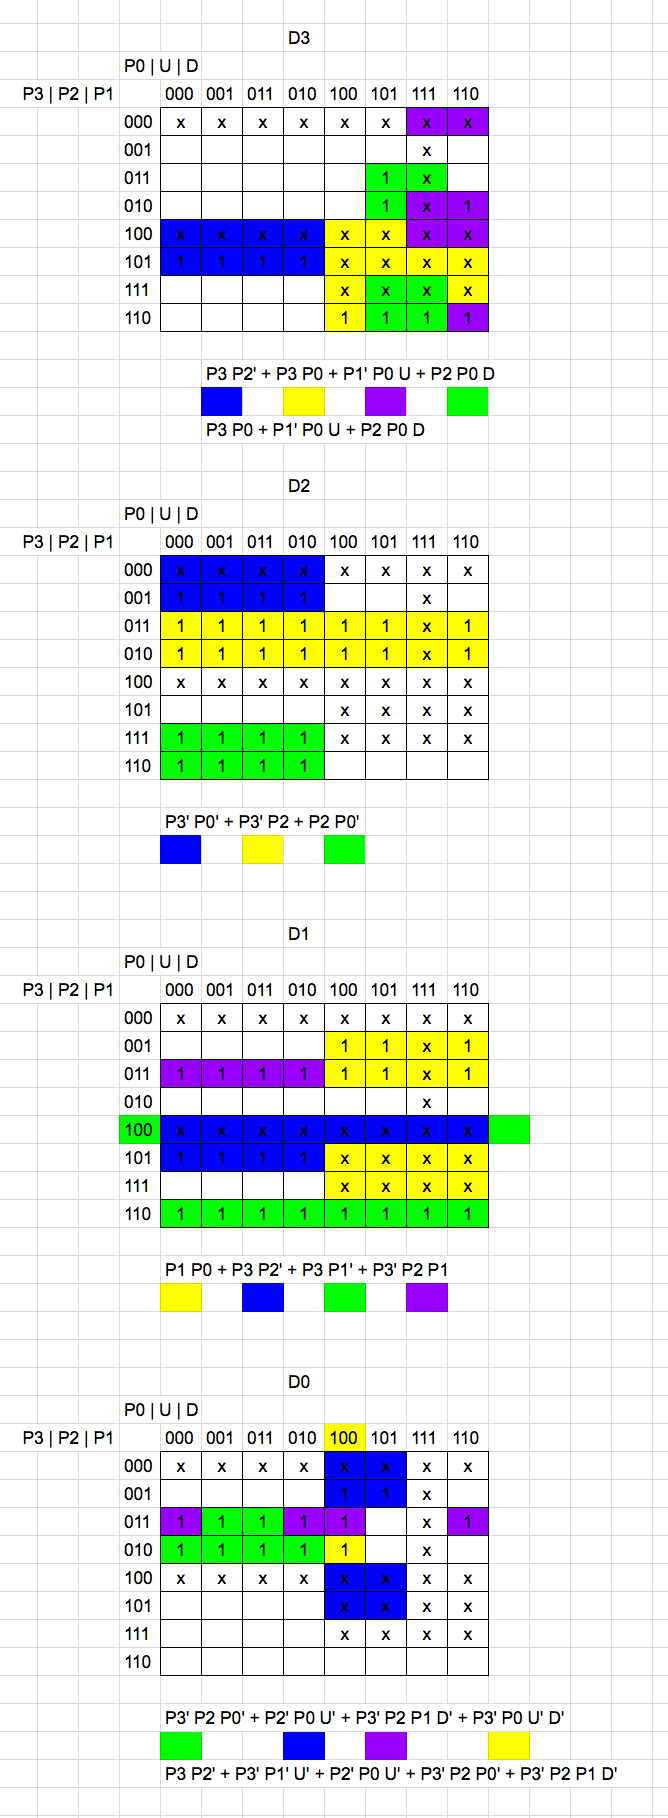 D3
P0 | U | D
P3 | P2 | P1 000 001 011 010 100 101 111 110
000 x x x x x x x x
001 x
011 1 x
010 1 x 1
100 x x x x x x x x
101 1 1 1 1 x x x x
111 x x x x
110 1 1 1 1
P3 P2' + P3 P0 + P1' P0 U + P2 P0 D
P3 P0 + P1' P0 U + P2 P0 D
D2
P0 | U | D
P3 | P2 | P1 000 001 011 010 100 101 111 110
000 x x x x x x x x
001 1 1 1 1 x
011 1 1 1 1 1 1 x 1
010 1 1 1 1 1 1 x 1
100 x x x x x x x x
101 x x x x
111 1 1 1 1 x x x x
110 1 1 1 1
P3' P0' + P3' P2 + P2 P0'
D1
P0 | U | D
P3 | P2 | P1 000 001 011 010 100 101 111 110
000 x x x x x x x x
001 1 1 x 1
011 1 1 1 1 1 1 x 1
010 x
100 x x x x x x x x
101 1 1 1 1 x x x x
111 x x x x
110 1 1 1 1 1 1 1 1
P1 P0 + P3 P2' + P3 P1' + P3' P2 P1
D0
P0 | U | D
P3 | P2 | P1 000 001 011 010 100 101 111 110
000 x x x x x x x x
001 1 1 x
011 1 1 1 1 1 x 1
010 1 1 1 1 1 x
100 x x x x x x x x
101 x x x x
111 x x x x
110
P3' P2 P0' + P2' P0 U' + P3' P2 P1 D' + P3' P0 U' D'
P3 P2' + P3' P1' U' + P2' P0 U' + P3' P2 P0' + P3' P2 P1 D'